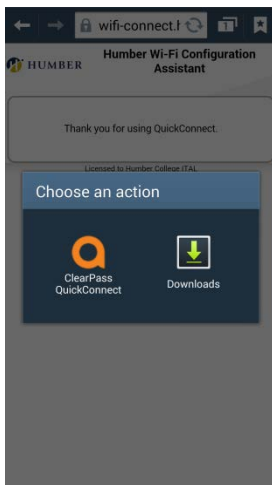 wifi-connect.h
1
HUMBER
Humber Wi-Fi Configuration
Assistant
Thank you for using QuickConnect.
Licensed to Humber College ITAL
Choose an action
ClearPass
QuickConnect
Downloads